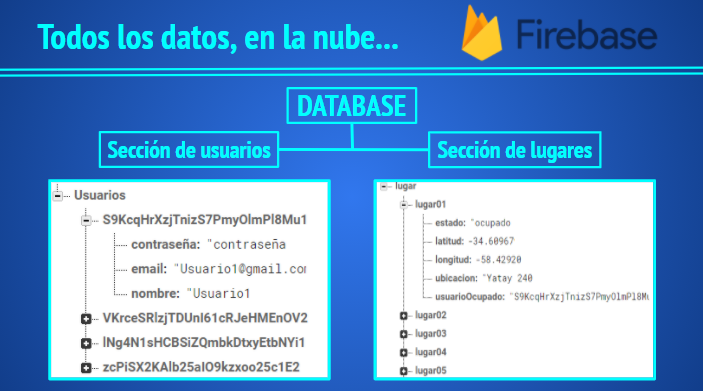 Todos los datos, en la nube...
Firebase
DATABASE
Sección de usuarios
Sección de lugares
Usuarios
S9KcqHrXzjTnizS7PmyOlmPl8Mu1
contraseña: "contraseña
email: "Usuario1@gmail.con
nombre: "Usuario1
VKrceSRlzjTDUnl61cRJeHMEnOV2
lNg4N1sHCBSiZQmbkDtxyEtbNYi1
zcPiSX2KAlb25alO9kzxoo25c1E2
lugar
lugar01
estado: "ocupado
latitud: -34.60967
longitud: -58.42920
ubicacion: "Yatay 240
usuarioOcupado: "S9KcqHrXzjTnizS7PmyOlmPl8Mu
lugar02
lugar03
lugar04
lugar05